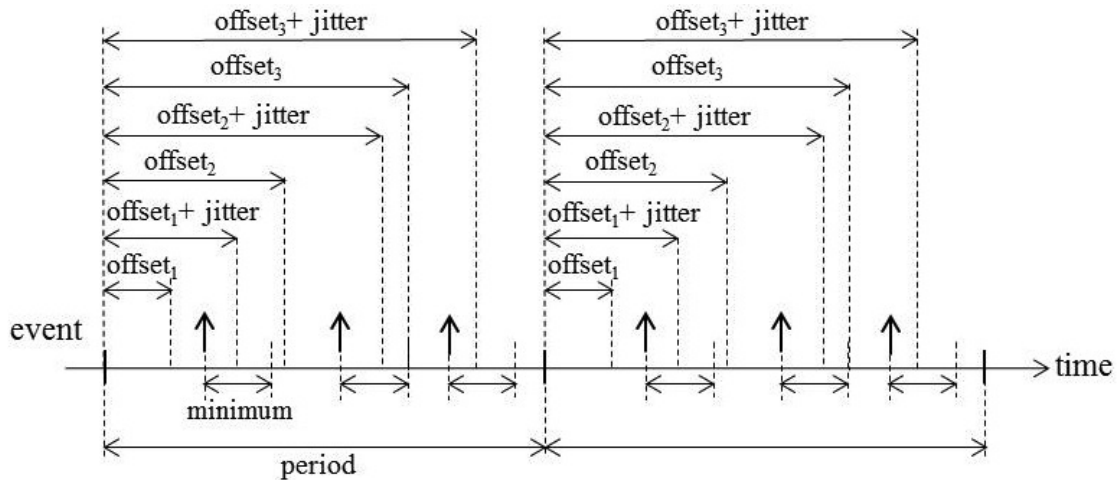 offset₃+ jitter
offset₃+ jitter
offset₃
offset₃
offset₂+ jitter
offset₂+ jitter
offset₂
offset₂
offset₁+ jitter
offset₁+ jitter
offset₁
offset₁
event
time
minimum
period